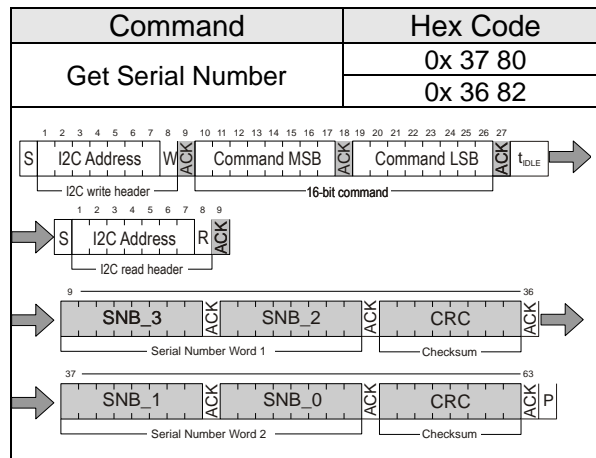 Command Hex Code
Get Serial Number
0x 37 80
0x 36 82
1 2 3 4 5 6 7 8 9 10 11 12 13 14 15 16 17 18 19 20 21 22 23 24 25 26 27
S I2C Address W ACK Command MSB ACK Command LSB ACK tIDLE
I2C write header 16-bit command
1 2 3 4 5 6 7 8 9
S I2C Address R ACK
I2C read header
9 36
SNB_3 ACK SNB_2 ACK CRC ACK
Serial Number Word 1 Checksum
37 63
SNB_1 ACK SNB_0 ACK CRC ACK P
Serial Number Word 2 Checksum